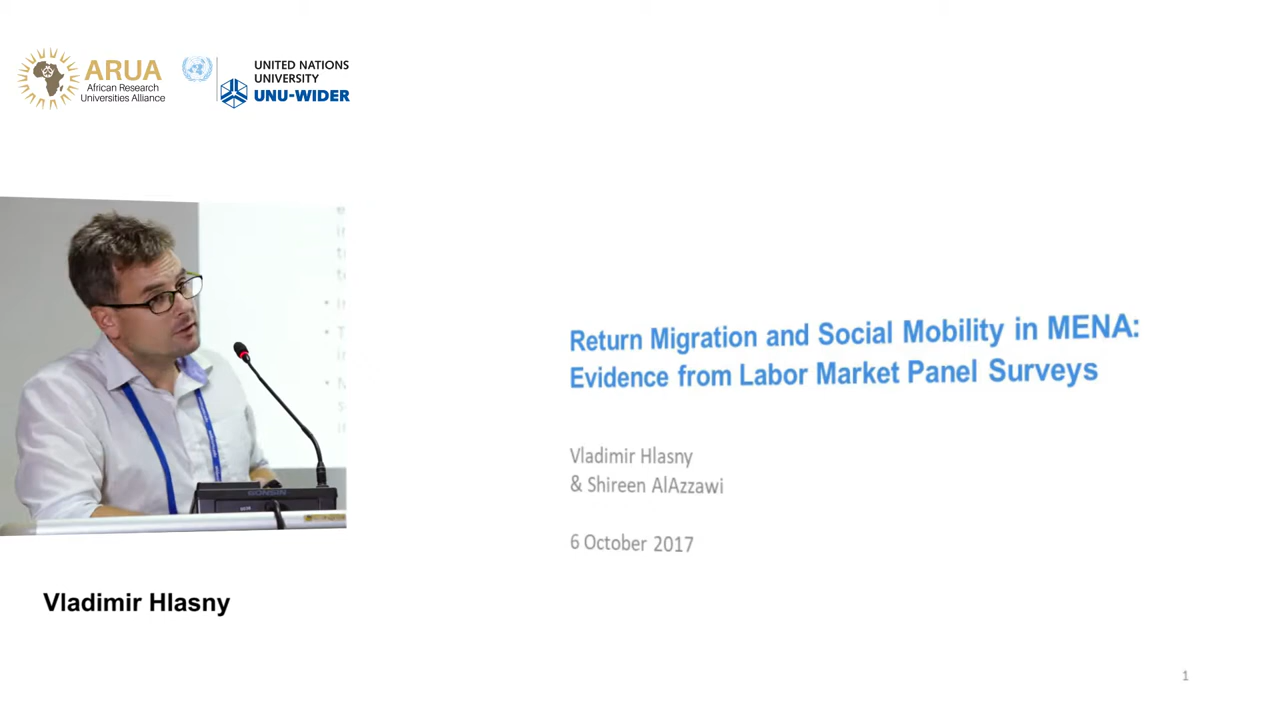 ARUA
African Research
Universities Alliance
UNITED NATIONS
UNIVERSITY
UNU-WIDER
Return Migration and Social Mobility in MENA:
Evidence from Labor Market Panel Surveys
Vladimir Hlasny
& Shireen AlAzzawi
6 October 2017
Vladimir Hlasny
1